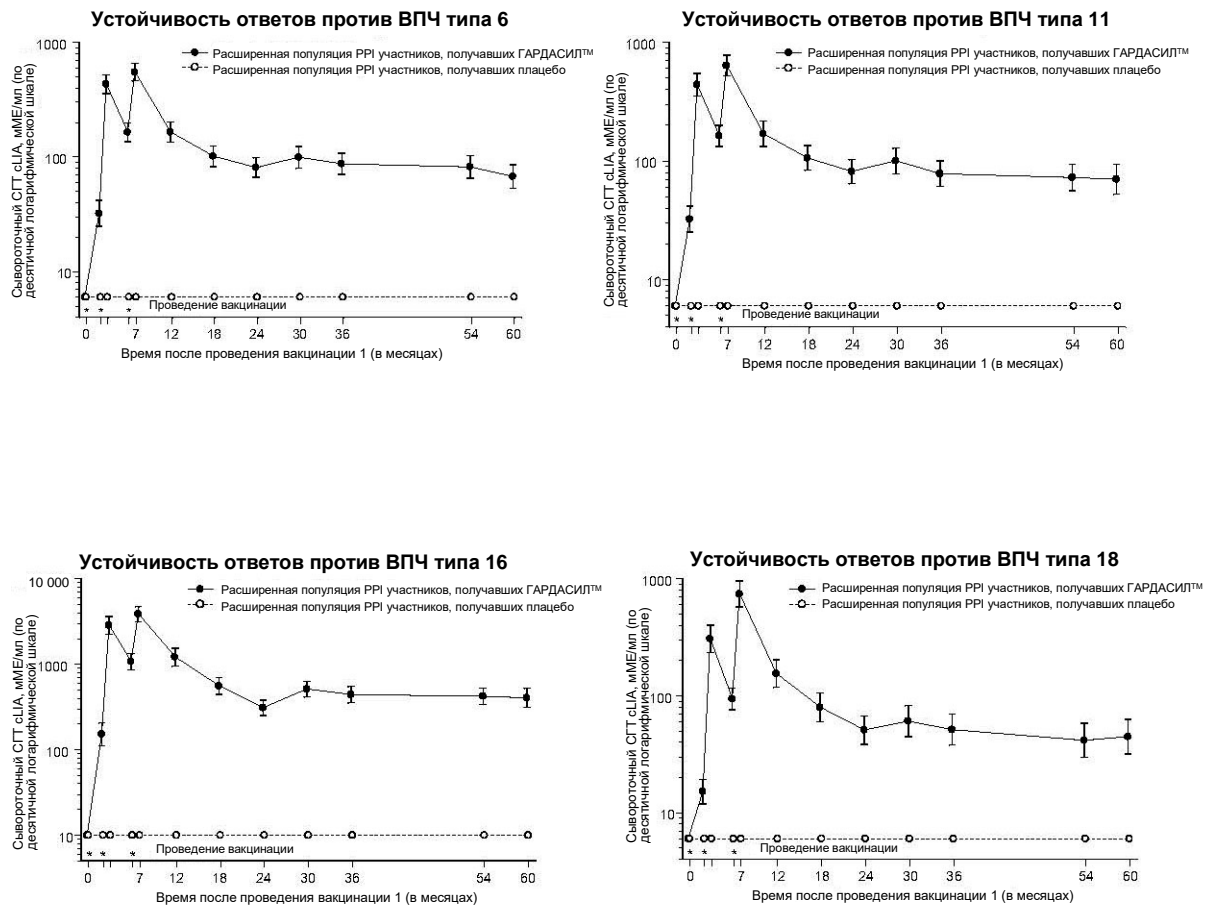 Устойчивость ответов против ВПЧ типа 6
Сывороточный СГТ cLIA, мМЕ/мл (по
десятичной логарифмической шкале)
1000
100
10
Расширенная популяция PPI участников, получавших ГАРДАСИЛ™
Расширенная популяция PPI участников, получавших плацебо
Проведение вакцинации
* * *
0 7 12 18 24 30 36 54 60
Время после проведения вакцинации 1 (в месяцах)
Устойчивость ответов против ВПЧ типа 11
Сывороточный СГТ cLIA, мМЕ/мл (по
десятичной логарифмической шкале)
1000
100
10
Расширенная популяция PPI участников, получавших ГАРДАСИЛ™
Расширенная популяция PPI участников, получавших плацебо
Проведение вакцинации
* * *
0 7 12 18 24 30 36 54 60
Время после проведения вакцинации 1 (в месяцах)
Устойчивость ответов против ВПЧ типа 16
Сывороточный СГТ cLIA, мМЕ/мл (по
десятичной логарифмической шкале)
10 000
1000
100
10
Расширенная популяция PPI участников, получавших ГАРДАСИЛ™
Расширенная популяция PPI участников, получавших плацебо
Проведение вакцинации
* * *
0 7 12 18 24 30 36 54 60
Время после проведения вакцинации 1 (в месяцах)
Устойчивость ответов против ВПЧ типа 18
Сывороточный СГТ cLIA, мМЕ/мл (по
десятичной логарифмической шкале)
1000
100
10
Расширенная популяция PPI участников, получавших ГАРДАСИЛ™
Расширенная популяция PPI участников, получавших плацебо
Проведение вакцинации
* * *
0 7 12 18 24 30 36 54 60
Время после проведения вакцинации 1 (в месяцах)